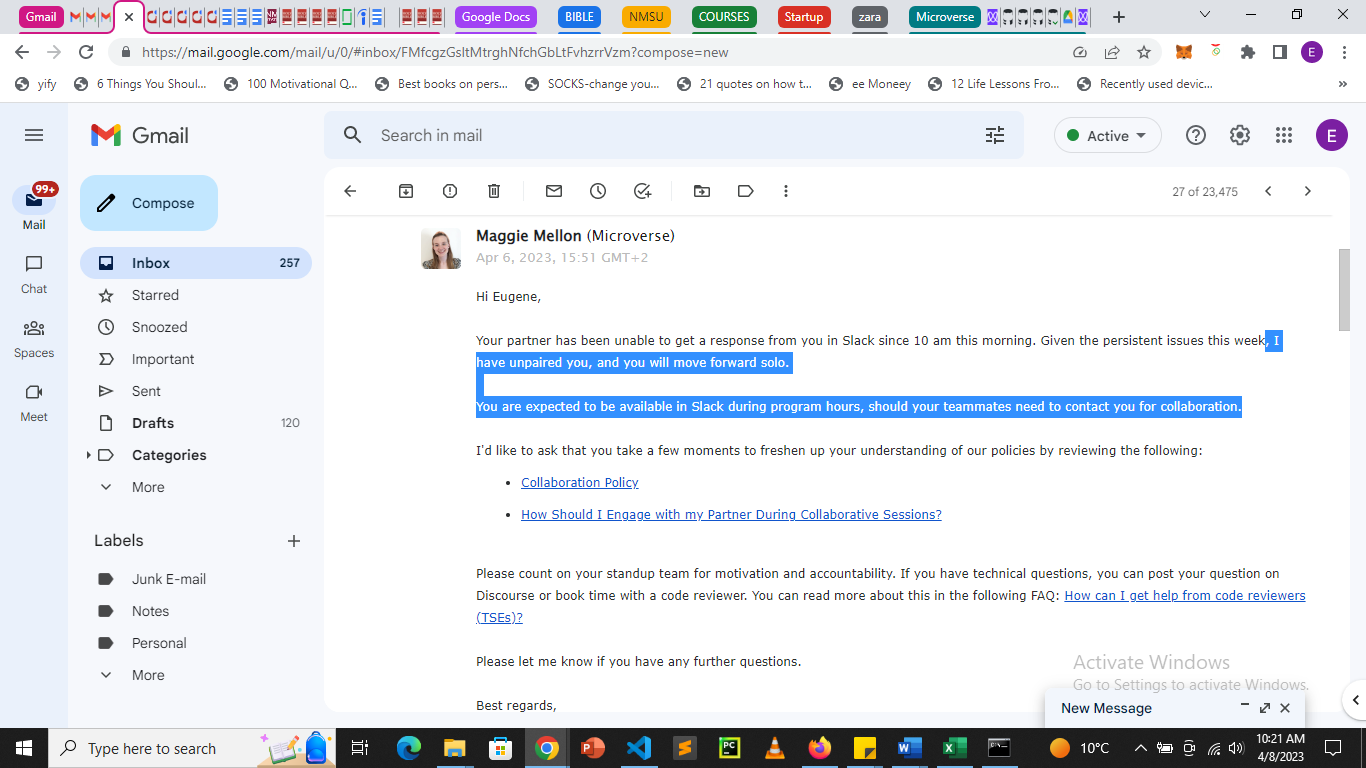 Gmail
Google Docs
BIBLE
NMSU
COURSES
Startup
zara
Microverse
https://mail.google.com/mail/u/0/#inbox/FMfcgzGsltMtrghNfchGbLtFvhzrrVzm?compose=new
E
yify
6 Things You Shoul...
100 Motivational Q...
Best books on pers...
SOCKS-change you...
21 quotes on how t...
ee Moneey
12 Life Lessons Fro...
Recently used devic...
»
Gmail
Search in mail
Active
E
99+
Mail
Chat
Spaces
Meet
Compose
Inbox 257
Starred
Snoozed
Important
Sent
Drafts 120
Categories
More
Labels
Junk E-mail
Notes
Personal
More
27 of 23,475
Maggie Mellon (Microverse)
Apr 6, 2023, 15:51 GMT+2
Hi Eugene,
Your partner has been unable to get a response from you in Slack since 10 am this morning. Given the persistent issues this week, I
have unpaired you, and you will move forward solo.
You are expected to be available in Slack during program hours, should your teammates need to contact you for collaboration.
I'd like to ask that you take a few moments to freshen up your understanding of our policies by reviewing the following:
• Collaboration Policy
• How Should I Engage with my Partner During Collaborative Sessions?
Please count on your standup team for motivation and accountability. If you have technical questions, you can post your question on
Discourse or book time with a code reviewer. You can read more about this in the following FAQ: How can I get help from code reviewers
(TSEs)?
Please let me know if you have any further questions.
Best regards,
Activate Windows
Go to Settings to activate Windows.
New Message
Type here to search
10°C
10:21 AM
4/8/2023